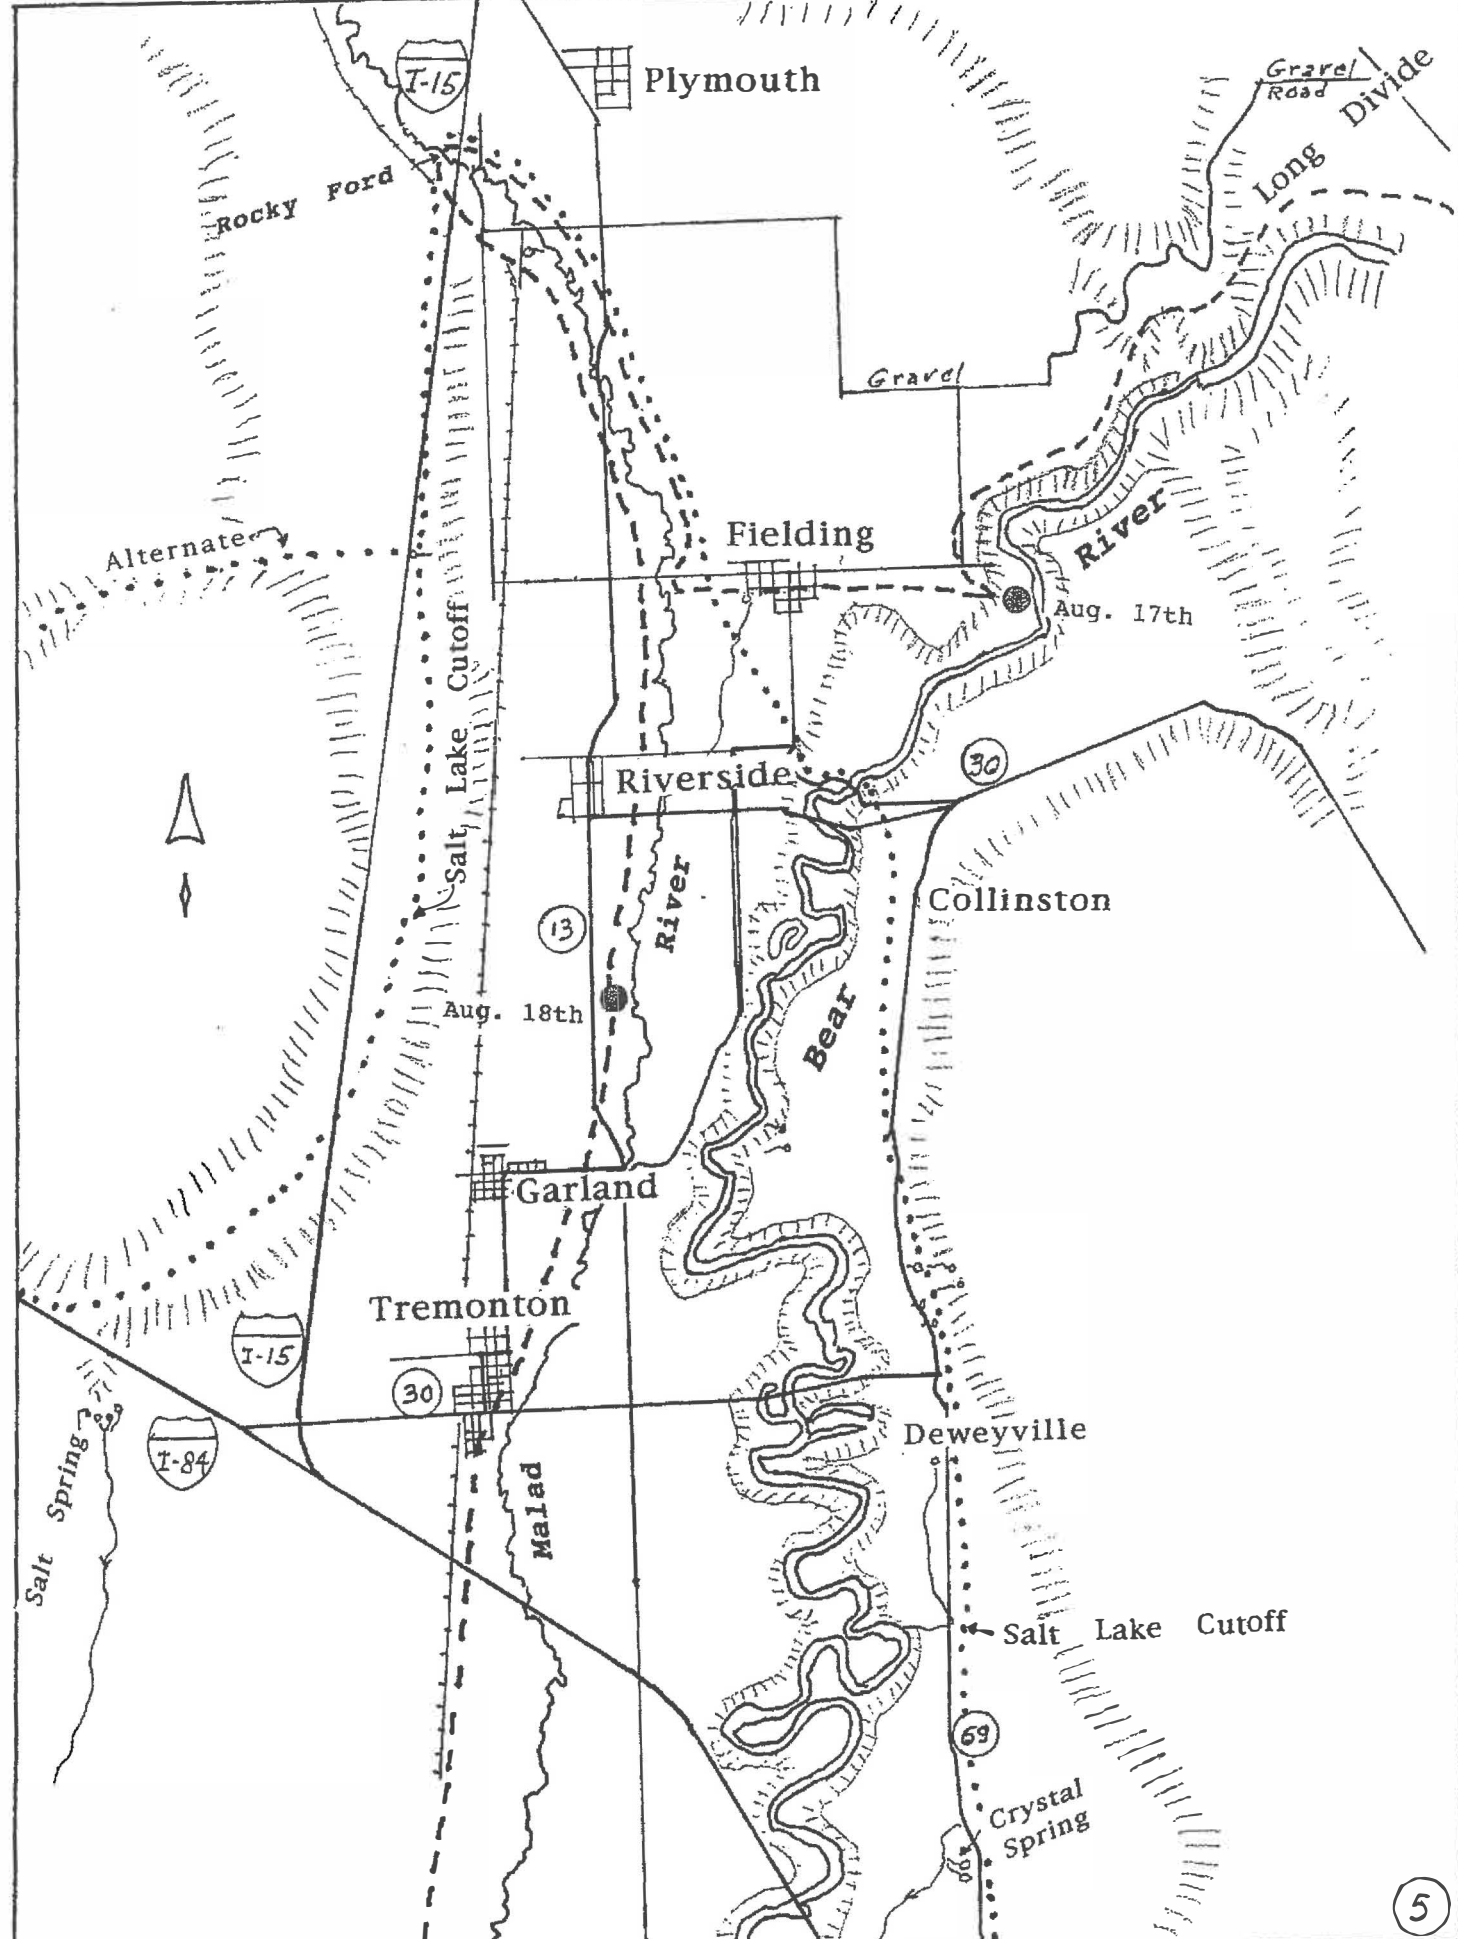 I-15
Plymouth
Gravel
Road
Long Divide
Rocky Ford
Gravel
Fielding
River
Alternate
Aug. 17th
Salt Lake Cutoff
Riverside
30
Collinston
13
River
Aug. 18th
Bear
Garland
Tremonton
I-15
30
I-84
Deweyville
Salt Spring
Malad
Salt Lake Cutoff
69
Crystal
Spring
5